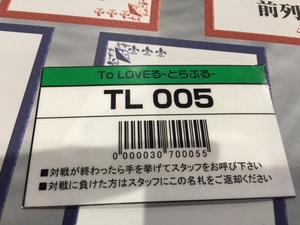 前列
To LOVEる-とらぶる-
TL 005
0 000030 700055
■対戦が終わったら手を挙げてスタッフをお呼び下さい
■対戦に負けた方はスタッフにこの名札をご返却ください